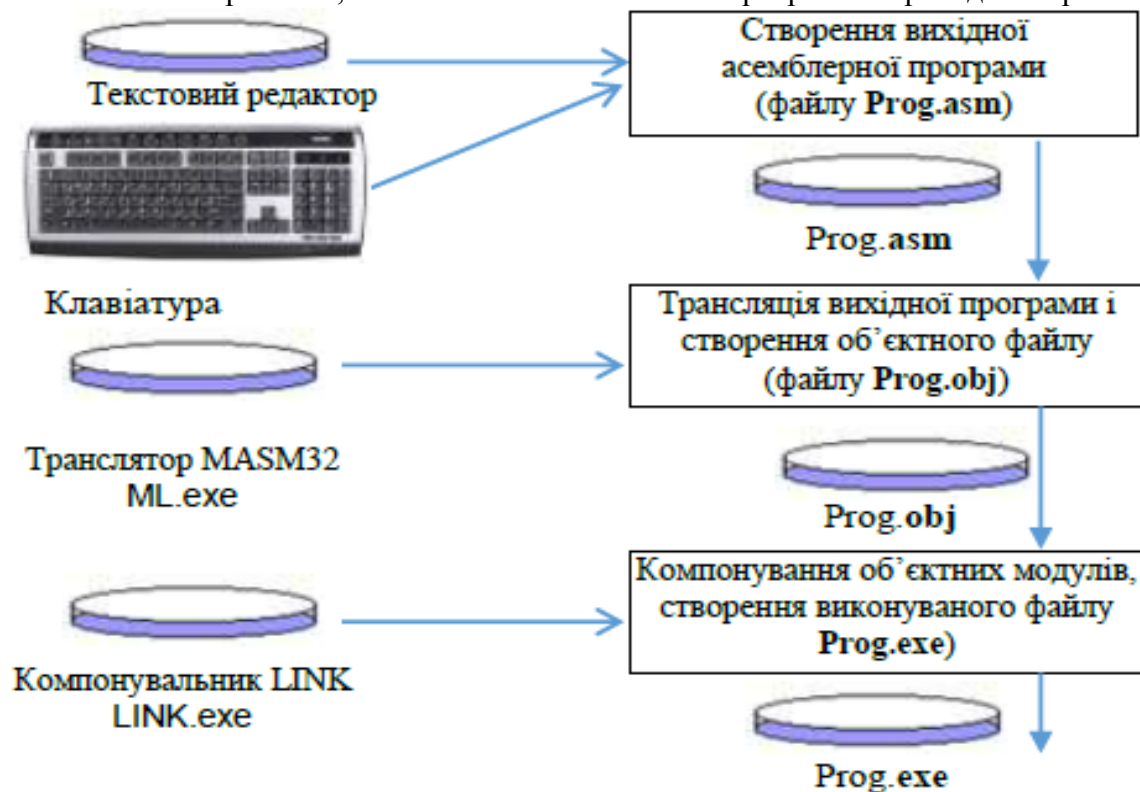 Створення вихідної
асемблерної програми
(файлу Prog.asm)
Текстовий редактор
Prog.asm
Клавіатура
Трансляція вихідної програми і
створення об’єктного файлу
(файлу Prog.obj)
Транслятор MASM32
ML.exe
Prog.obj
Компонування об’єктних модулів,
створення виконуваного файлу
Prog.exe)
Компонувальник LINK
LINK.exe
Prog.exe